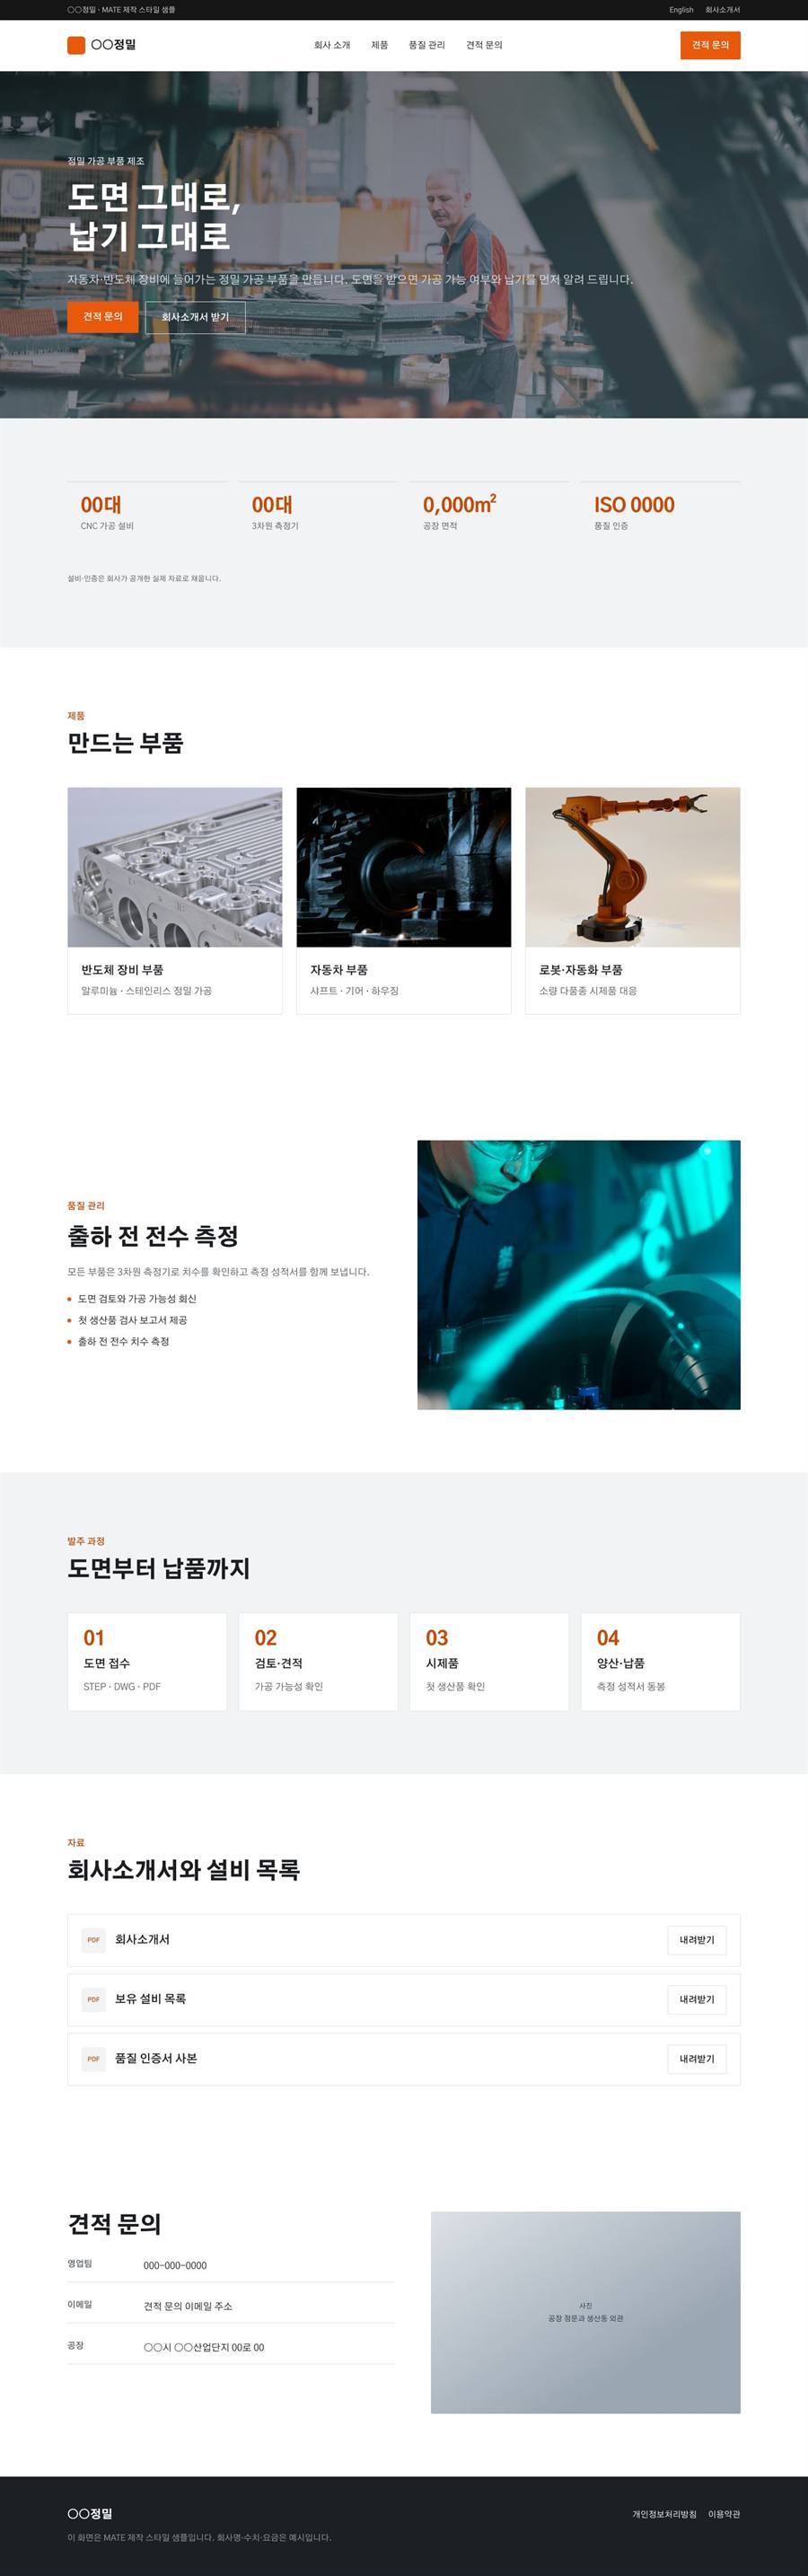 ○○정밀 · MATE 제작 스타일 샘플
English 회사소개서
○○정밀
회사 소개 제품 품질 관리 견적 문의
견적 문의
정밀 가공 부품 제조
도면 그대로,
납기 그대로
자동차·반도체 장비에 들어가는 정밀 가공 부품을 만듭니다. 도면을 받으면 가공 가능 여부와 납기를 먼저 알려 드립니다.
견적 문의 회사소개서 받기
00대
CNC 가공 설비
00대
3차원 측정기
0,000m²
공장 면적
ISO 0000
품질 인증
설비·인증은 회사가 공개한 실제 자료로 채웁니다.
제품
만드는 부품
반도체 장비 부품
알루미늄 · 스테인리스 정밀 가공
자동차 부품
샤프트 · 기어 · 하우징
로봇·자동화 부품
소량 다품종 시제품 대응
품질 관리
출하 전 전수 측정
모든 부품은 3차원 측정기로 치수를 확인하고 측정 성적서를 함께 보냅니다.
도면 검토와 가공 가능성 회신
첫 생산품 검사 보고서 제공
출하 전 전수 치수 측정
발주 과정
도면부터 납품까지
01
도면 접수
STEP · DWG · PDF
02
검토·견적
가공 가능성 확인
03
시제품
첫 생산품 확인
04
양산·납품
측정 성적서 동봉
자료
회사소개서와 설비 목록
PDF 회사소개서 내려받기
PDF 보유 설비 목록 내려받기
PDF 품질 인증서 사본 내려받기
견적 문의
영업팀 000-000-0000
이메일 견적 문의 이메일 주소
공장 ○○시 ○○산업단지 00로 00
사진
공장 정문과 생산동 외관
○○정밀
개인정보처리방침 이용약관
이 화면은 MATE 제작 스타일 샘플입니다. 회사명·수치·요금은 예시입니다.